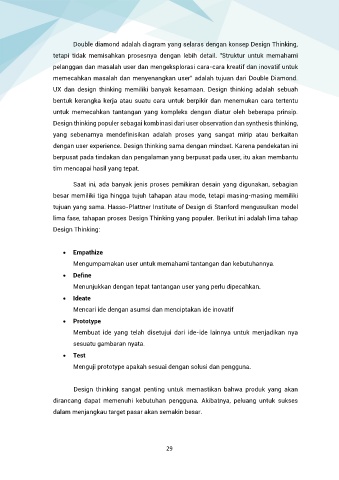 Double diamond adalah diagram yang selaras dengan konsep Design Thinking,
tetapi tidak memisahkan prosesnya dengan lebih detail. "Struktur untuk memahami
pelanggan dan masalah user dan mengeksplorasi cara-cara kreatif dan inovatif untuk
memecahkan masalah dan menyenangkan user" adalah tujuan dari Double Diamond.
UX dan design thinking memiliki banyak kesamaan. Design thinking adalah sebuah
bentuk kerangka kerja atau suatu cara untuk berpikir dan menemukan cara tertentu
untuk memecahkan tantangan yang kompleks dengan diatur oleh beberapa prinsip.
Design thinking populer sebagai kombinasi dari user observation dan synthesis thinking,
yang sebenarnya mendefinisikan adalah proses yang sangat mirip atau berkaitan
dengan user experience. Design thinking sama dengan mindset. Karena pendekatan ini
berpusat pada tindakan dan pengalaman yang berpusat pada user, itu akan membantu
tim mencapai hasil yang tepat.
Saat ini, ada banyak jenis proses pemikiran desain yang digunakan, sebagian
besar memiliki tiga hingga tujuh tahapan atau mode, tetapi masing-masing memiliki
tujuan yang sama. Hasso-Plattner Institute of Design di Stanford mengusulkan model
lima fase, tahapan proses Design Thinking yang populer. Berikut ini adalah lima tahap
Design Thinking:
• Empathize
Mengumpamakan user untuk memahami tantangan dan kebutuhannya.
• Define
Menunjukkan dengan tepat tantangan user yang perlu dipecahkan.
• Ideate
Mencari ide dengan asumsi dan menciptakan ide inovatif
• Prototype
Membuat ide yang telah disetujui dari ide-ide lainnya untuk menjadikan nya
sesuatu gambaran nyata.
• Test
Menguji prototype apakah sesuai dengan solusi dan pengguna.
Design thinking sangat penting untuk memastikan bahwa produk yang akan
dirancang dapat memenuhi kebutuhan pengguna. Akibatnya, peluang untuk sukses
dalam menjangkau target pasar akan semakin besar.
29